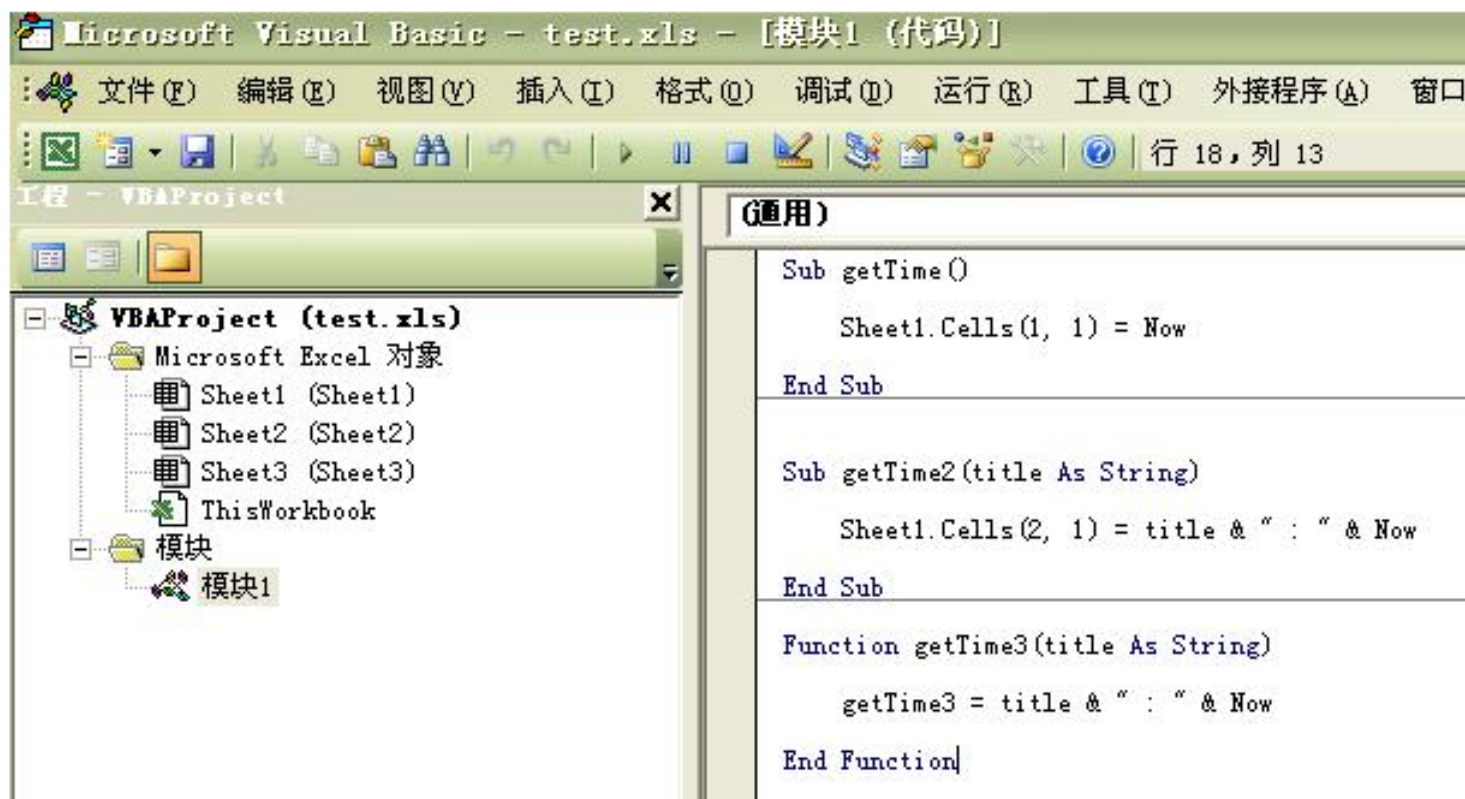 Microsoft Visual Basic - test.xls - [模块1 (代码)]
文件(F) 编辑(E) 视图(V) 插入(I) 格式(O) 调试(D) 运行(R) 工具(T) 外接程序(A) 窗口
行 18, 列 13
工程 - VBAProject
(通用)
VBAProject (test.xls)
Microsoft Excel 对象
Sheet1 (Sheet1)
Sheet2 (Sheet2)
Sheet3 (Sheet3)
ThisWorkbook
模块
模块1
Sub getTime()
Sheet1.Cells(1, 1) = Now
End Sub
Sub getTime2(title As String)
Sheet1.Cells(2, 1) = title & " : " & Now
End Sub
Function getTime3(title As String)
getTime3 = title & " : " & Now
End Function